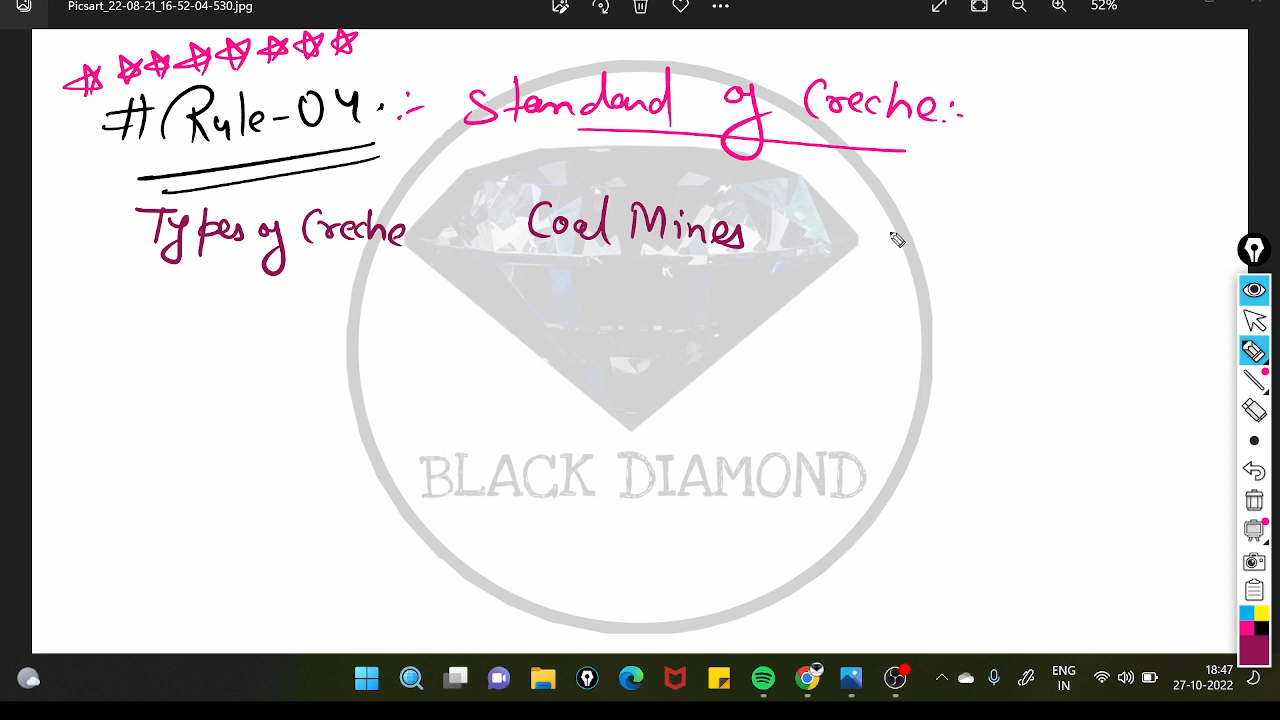 Picsart_22-08-21_16-52-04-530.jpg
52%
#Rule-04. :- Standard of Creche:-
Types of Creche Coal Mines
BLACK DIAMOND
ENG
IN
18:47
27-10-2022